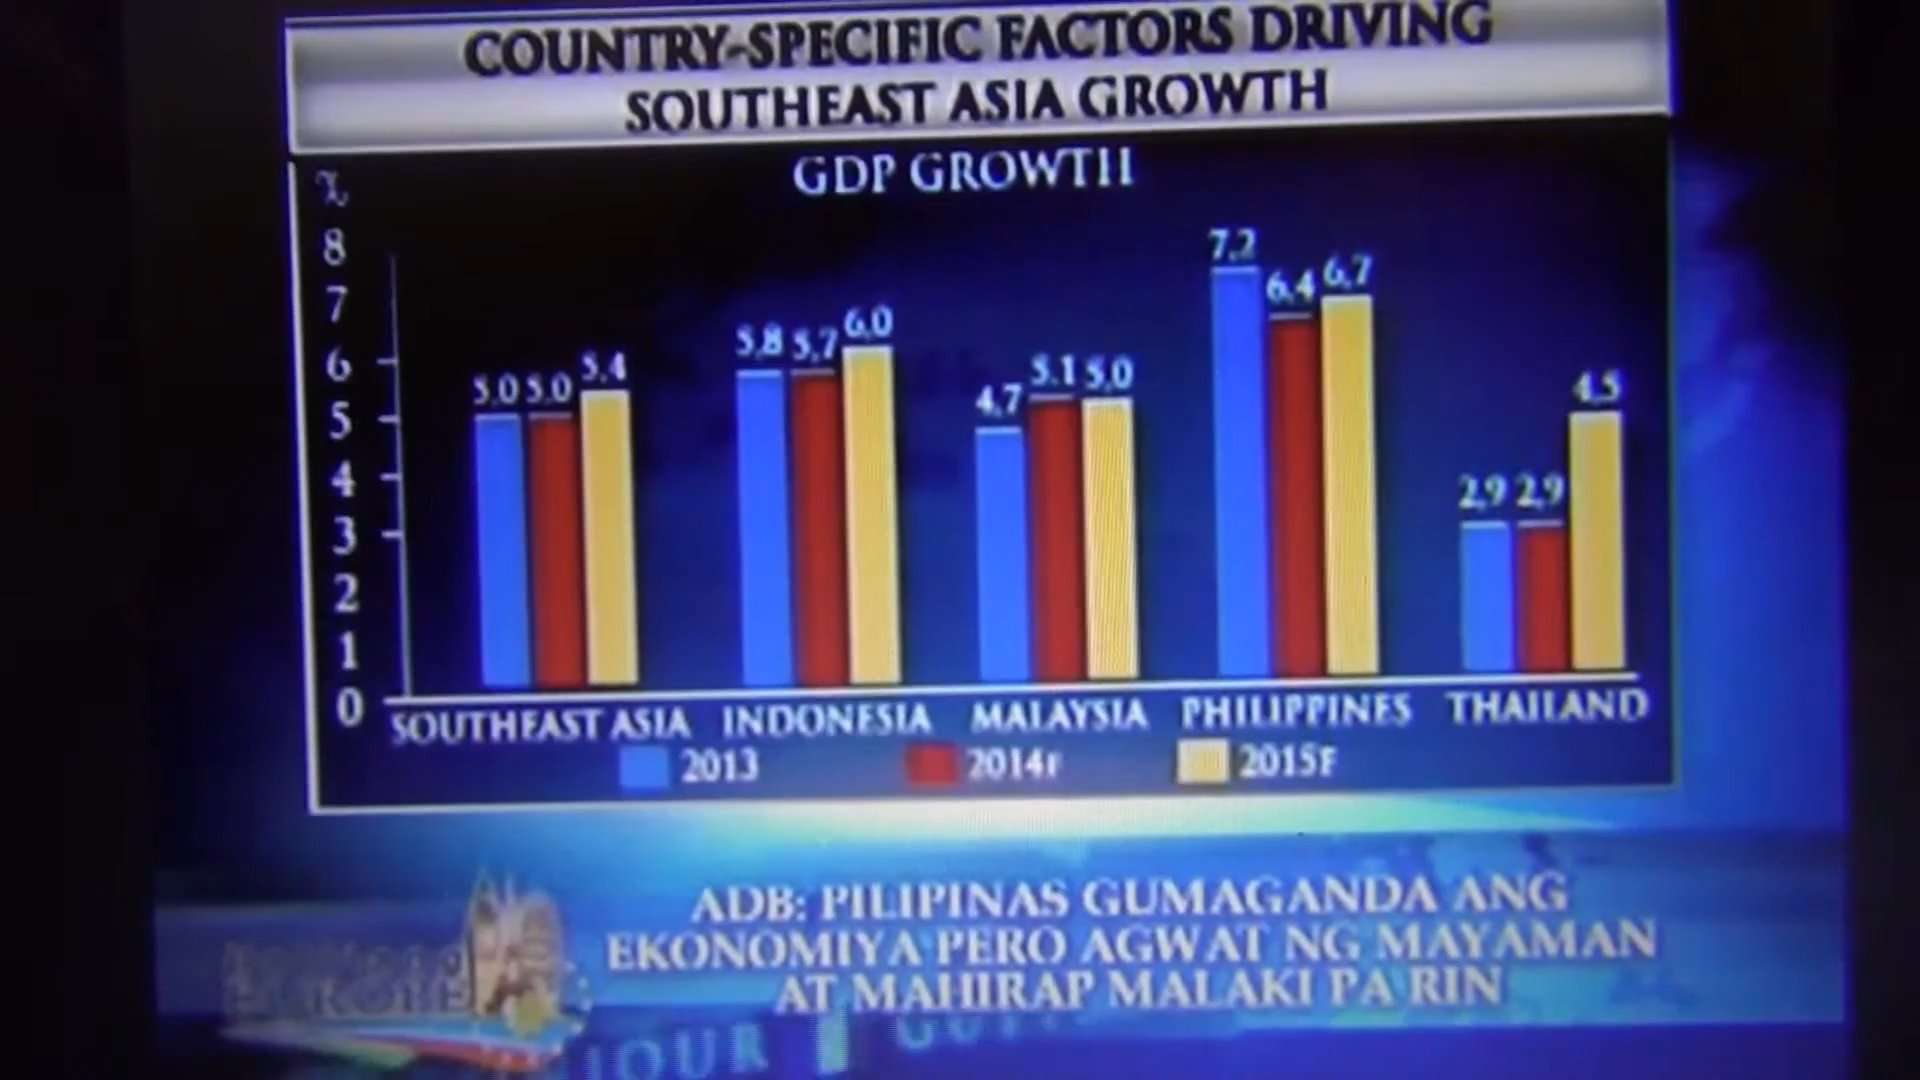 COUNTRY-SPECIFIC FACTORS DRIVING
SOUTHEAST ASIA GROWTH
GDP GROWTH
%
8
7
6
5
4
3
2
1
0
5.0 5.0 5.4
5.8 5.7 6.0
4.7 5.1 5.0
7.2 6.4 6.7
2.9 2.9 4.5
SOUTHEAST ASIA INDONESIA MALAYSIA PHILIPPINES THAILAND
2013 2014F 2015F
ADB: PILIPINAS GUMAGANDA ANG
EKONOMIYA PERO AGWAT NG MAYAMAN
AT MAHIRAP MALAKI PA RIN